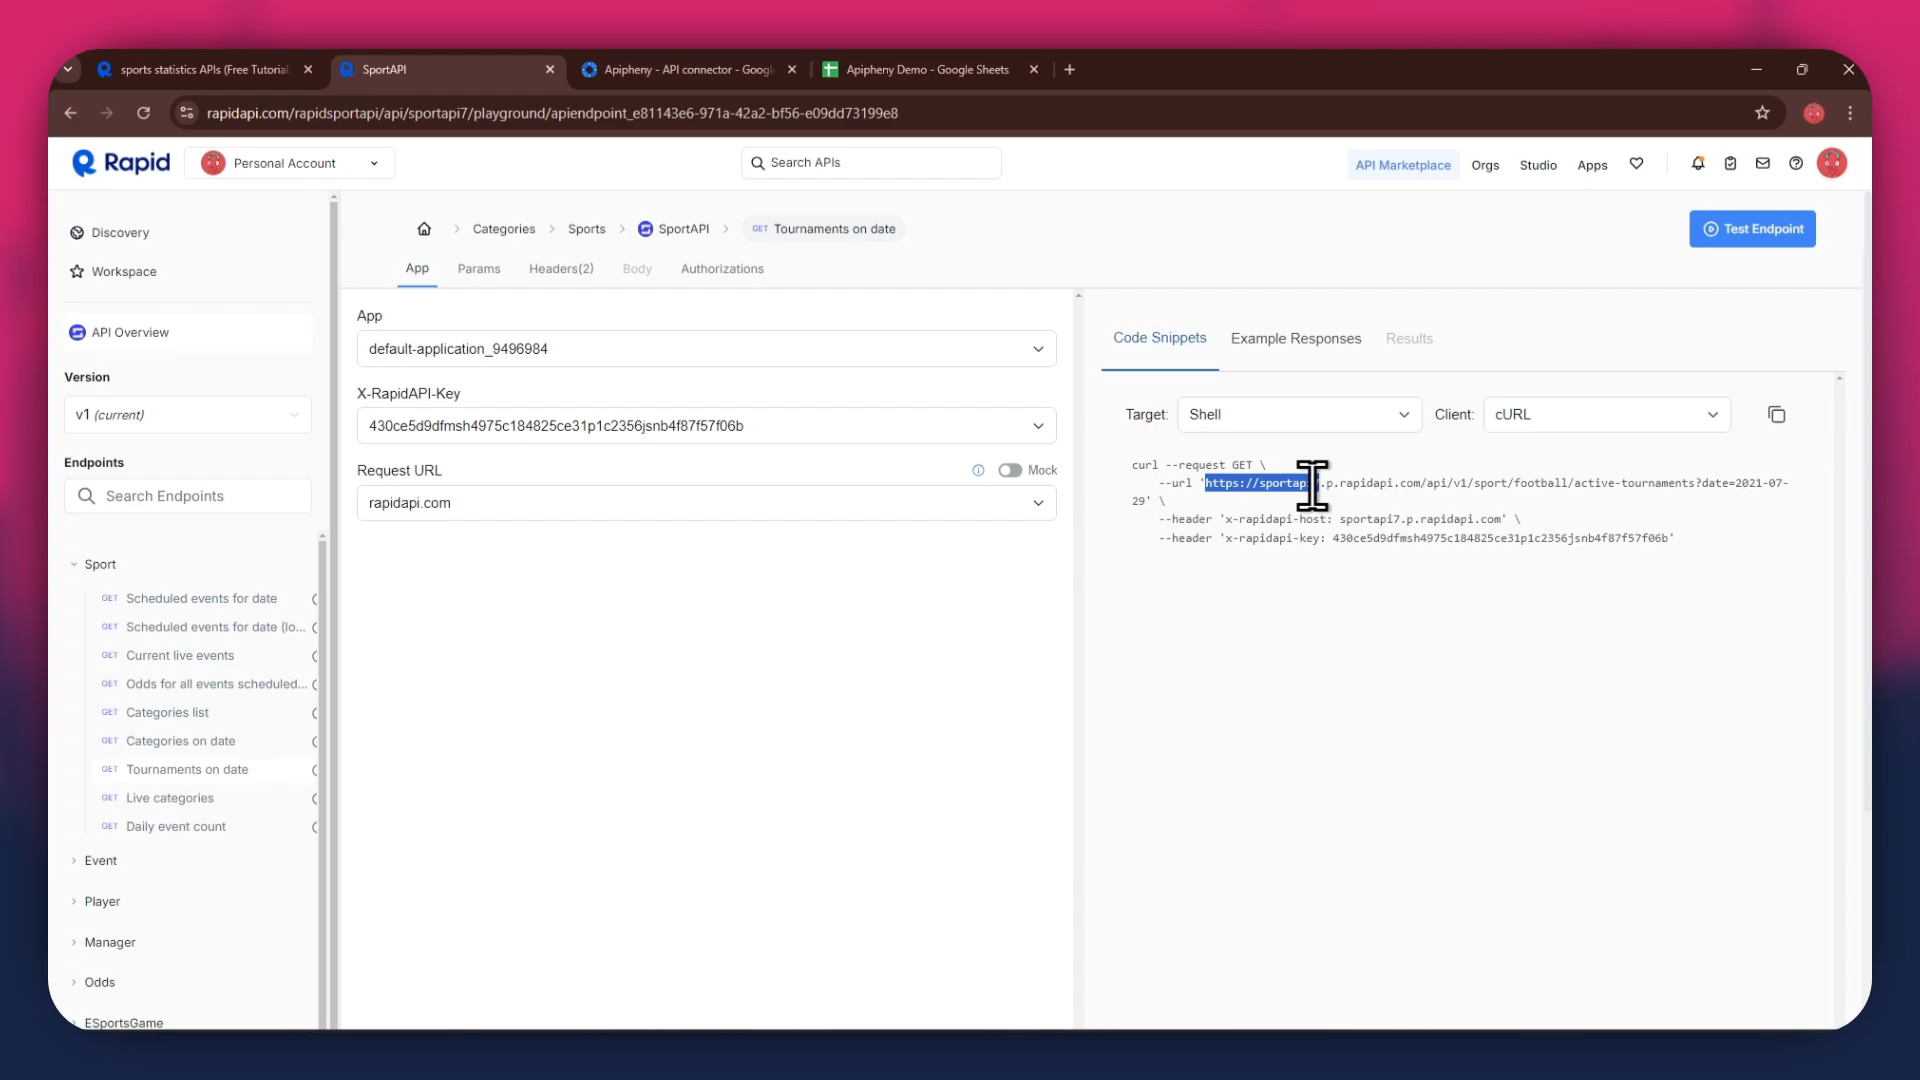 sports statistics APIs (Free Tutorial
SportAPI
Apipheny - API connector - Googl
Apipheny Demo - Google Sheets
rapidapi.com/rapidsportapi/api/sportapi7/playground/apiendpoint_e81143e6-971a-42a2-bf56-e09dd73199e8
Rapid
Personal Account
Search APIs
API Marketplace
Orgs
Studio
Apps
Discovery
Workspace
API Overview
Version
v1 (current)
Endpoints
Search Endpoints
Sport
GET Scheduled events for date
GET Scheduled events for date (lo...
GET Current live events
GET Odds for all events scheduled...
GET Categories list
GET Categories on date
GET Tournaments on date
GET Live categories
GET Daily event count
Event
Player
Manager
Odds
ESportsGame
Categories
Sports
SportAPI
GET Tournaments on date
Test Endpoint
App
Params
Headers(2)
Body
Authorizations
App
default-application_9496984
X-RapidAPI-Key
430ce5d9dfmsh4975c184825ce31p1c2356jsnb4f87f57f06b
Request URL
Mock
rapidapi.com
Code Snippets
Example Responses
Results
Target:
Shell
Client:
cURL
curl --request GET \
--url 'https://sportapi7.p.rapidapi.com/api/v1/sport/football/active-tournaments?date=2021-07-
29' \
--header 'x-rapidapi-host: sportapi7.p.rapidapi.com' \
--header 'x-rapidapi-key: 430ce5d9dfmsh4975c184825ce31p1c2356jsnb4f87f57f06b'